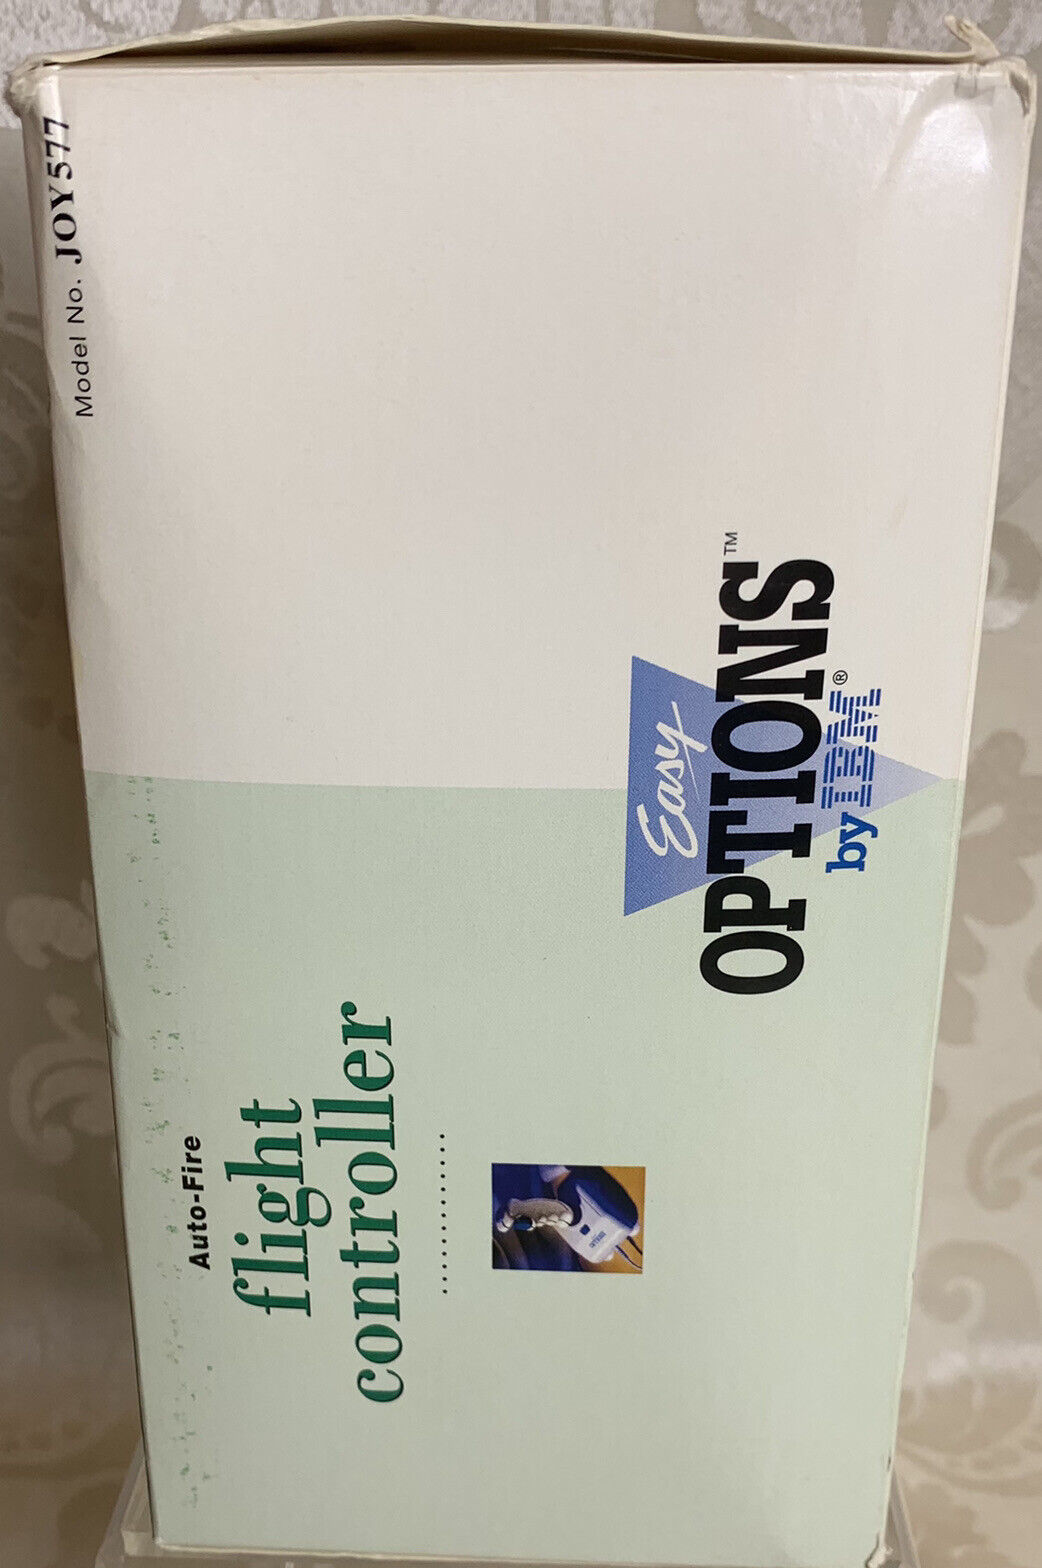 Model No. JOY577
Auto-Fire
flight
controller
Easy
OPTIONS™
by IBM®